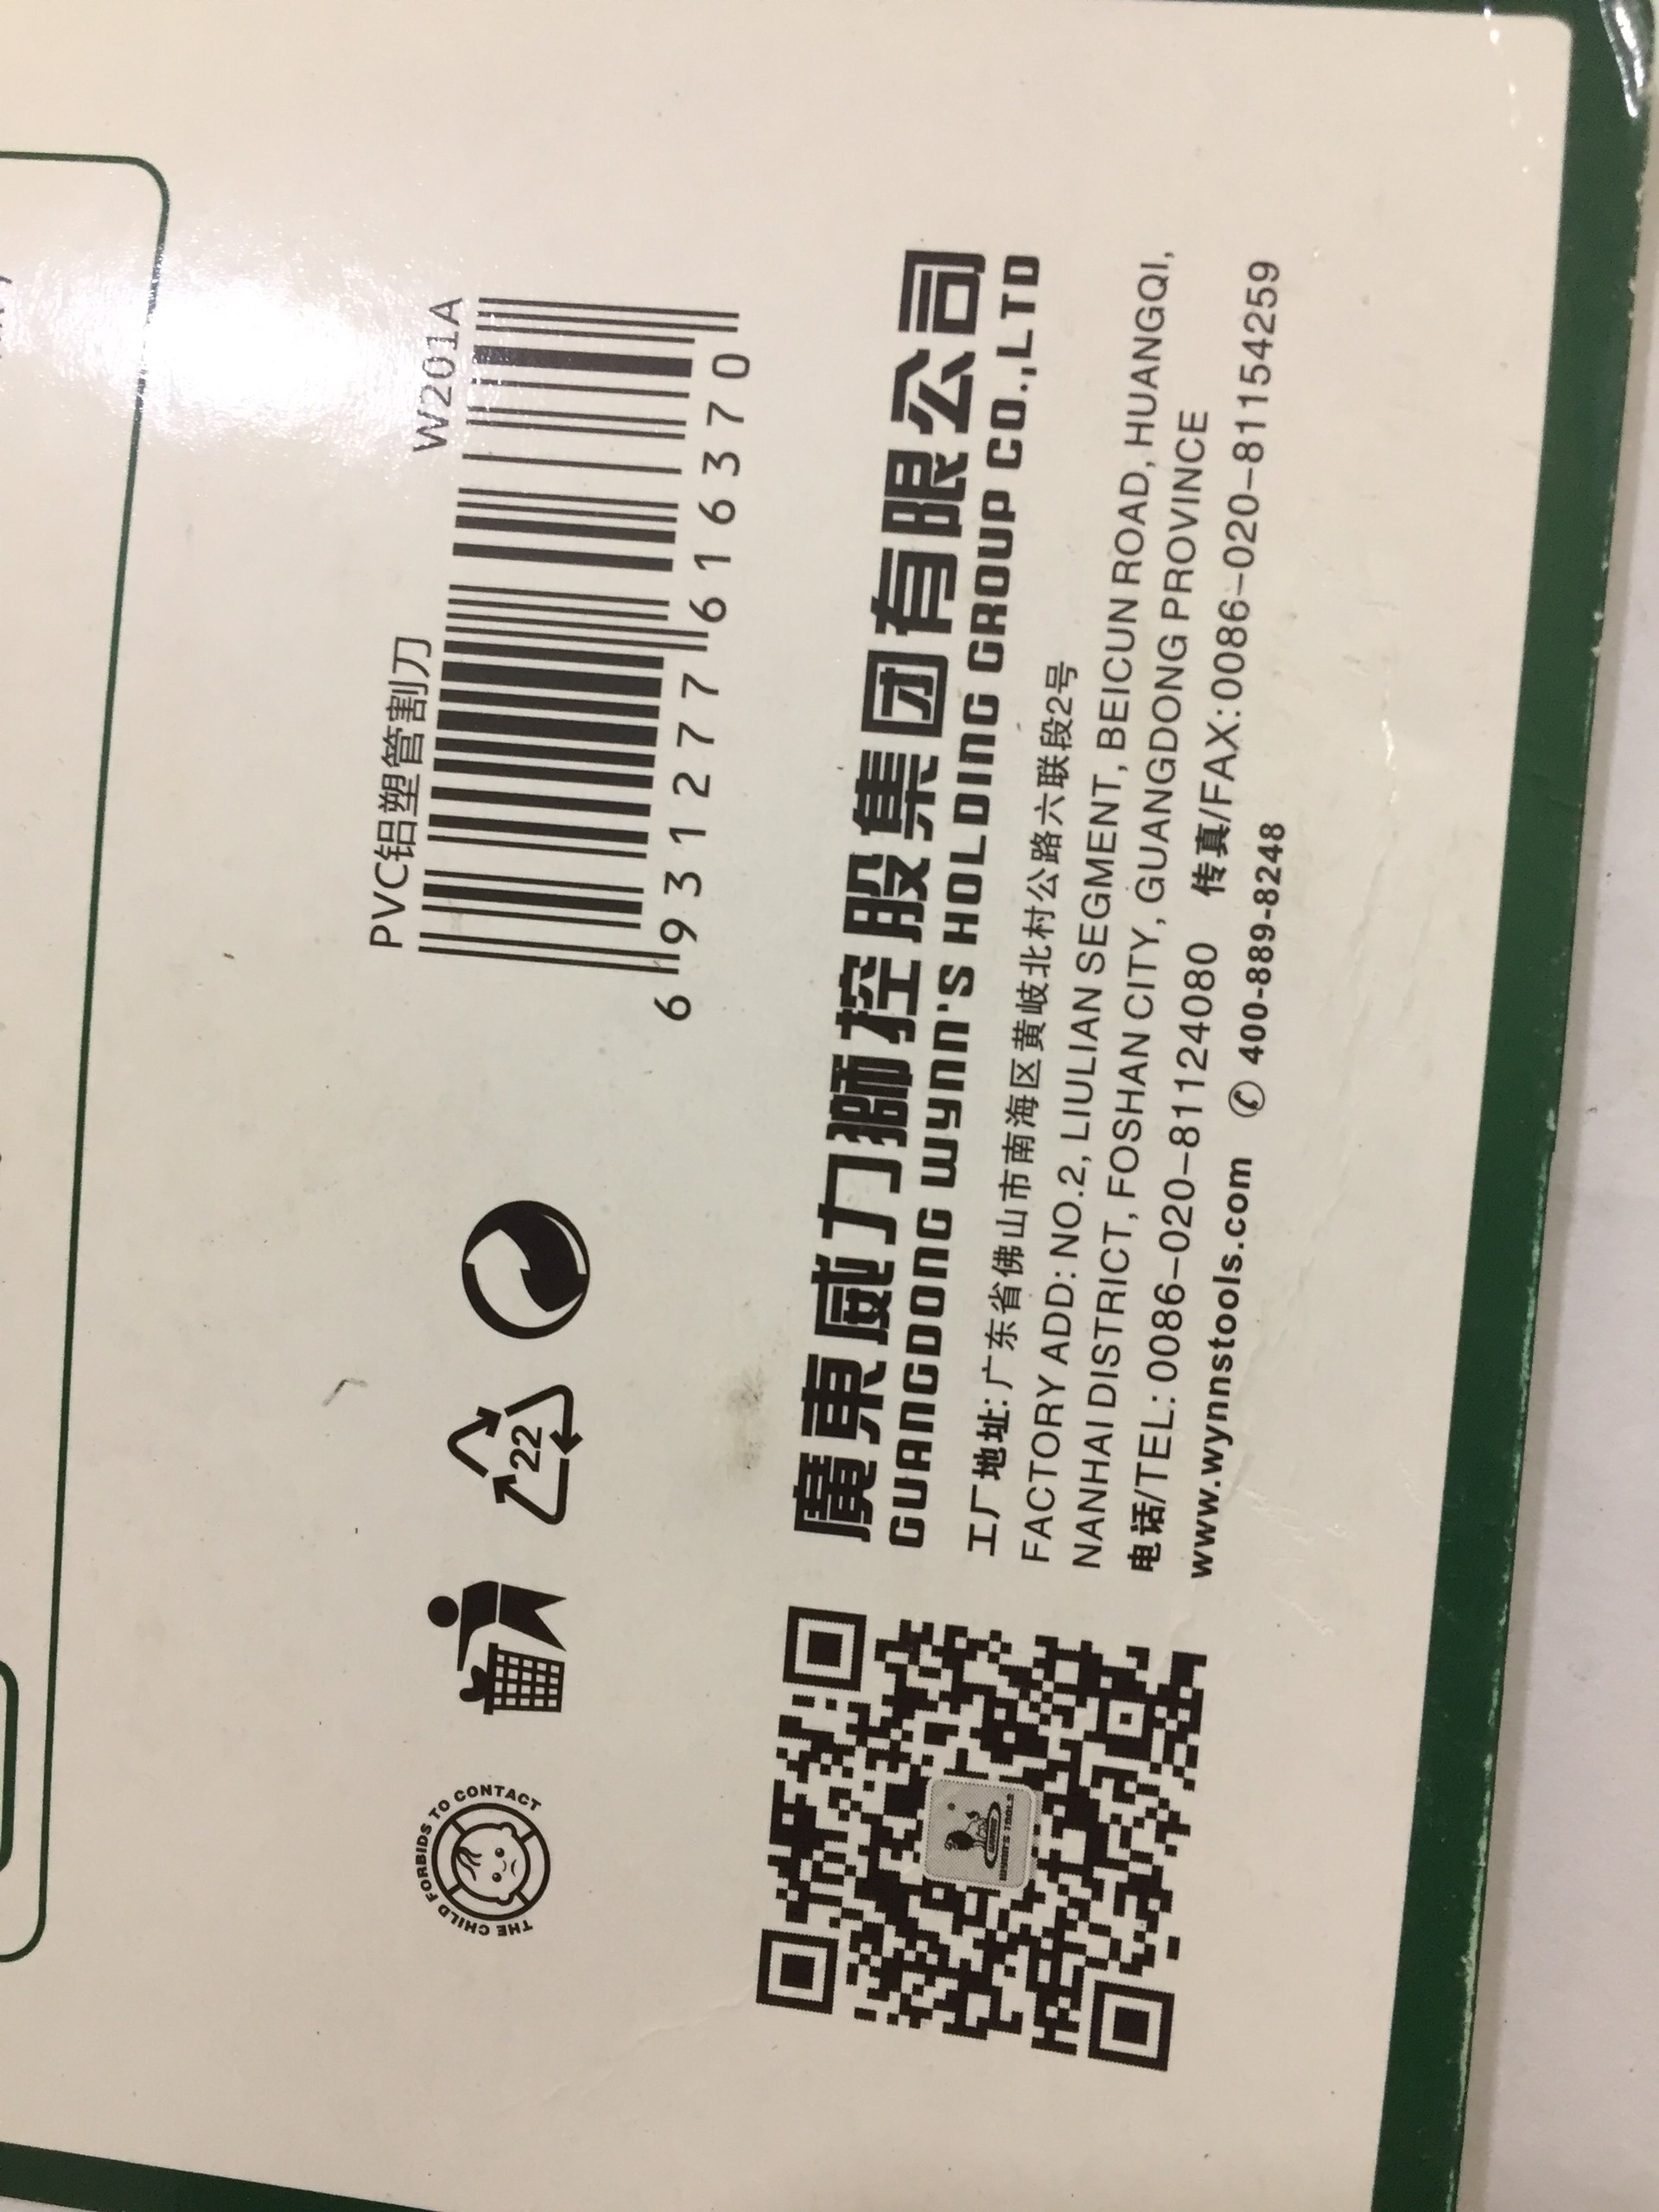 PVC铝塑管割刀 W201A
6 931277 616370
THE CHILD FORBIDS TO CONTACT
22
廣東威力獅控股集团有限公司
GUANGDONG WYNN'S HOLDING GROUP CO.,LTD
工厂地址:广东省佛山市南海区黄岐北村公路六联段2号
FACTORY ADD: NO.2, LIULIAN SEGMENT, BEICUN ROAD, HUANGQI,
NANHAI DISTRICT, FOSHAN CITY, GUANGDONG PROVINCE
电话/TEL:0086-020-81124080 传真/FAX:0086-020-81154259
www.wynnstools.com ✆ 400-889-8248
WYNN'S TOOLS